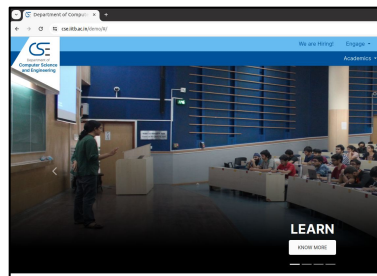 Department of Comput
cse.iitb.ac.in/demo/#/
We are Hiring!
Engage
CSE
Department of
Computer Science
and Engineering
Academics
LEARN
KNOW MORE